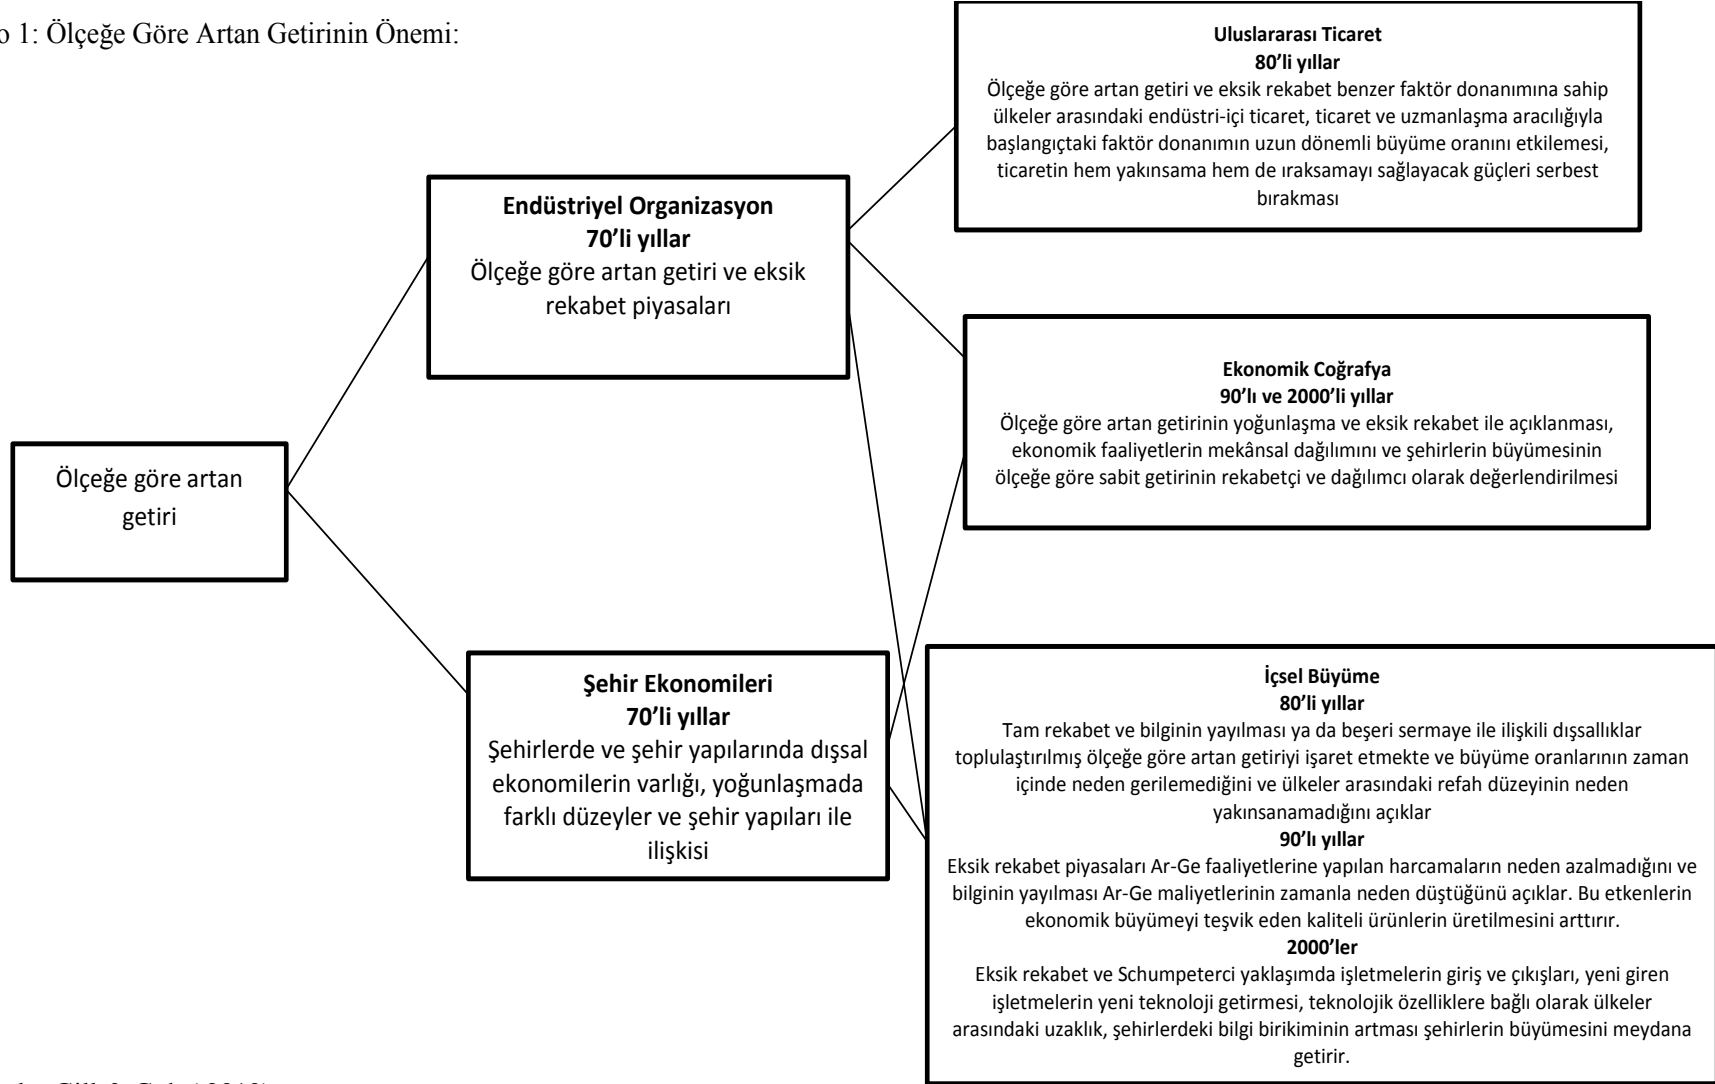 1: Ölçeğe Göre Artan Getirinin Önemi:
Uluslararası Ticaret
80’li yıllar
Ölçeğe göre artan getiri ve eksik rekabet benzer faktör donanımına sahip
ülkeler arasındaki endüstri-içi ticaret, ticaret ve uzmanlaşma aracılığıyla
başlangıçtaki faktör donanımın uzun dönemli büyüme oranını etkilemesi,
ticaretin hem yakınsama hem de ıraksamayı sağlayacak güçleri serbest
bırakması
Endüstriyel Organizasyon
70’li yıllar
Ölçeğe göre artan getiri ve eksik
rekabet piyasaları
Ekonomik Coğrafya
90’lı ve 2000’li yıllar
Ölçeğe göre artan getirinin yoğunlaşma ve eksik rekabet ile açıklanması,
ekonomik faaliyetlerin mekânsal dağılımını ve şehirlerin büyümesinin
ölçeğe göre sabit getirinin rekabetçi ve dağılımcı olarak değerlendirilmesi
Ölçeğe göre artan
getiri
Şehir Ekonomileri
70’li yıllar
Şehirlerde ve şehir yapılarında dışsal
ekonomilerin varlığı, yoğunlaşmada
farklı düzeyler ve şehir yapıları ile
ilişkisi
İçsel Büyüme
80’li yıllar
Tam rekabet ve bilginin yayılması ya da beşeri sermaye ile ilişkili dışsallıklar
toplulaştırılmış ölçeğe göre artan getiriyi işaret etmekte ve büyüme oranlarının zaman
içinde neden gerilemediğini ve ülkeler arasındaki refah düzeyinin neden
yakınsanamadığını açıklar
90’lı yıllar
Eksik rekabet piyasaları Ar-Ge faaliyetlerine yapılan harcamaların neden azalmadığını ve
bilginin yayılması Ar-Ge maliyetlerinin zamanla neden düştüğünü açıklar. Bu etkenlerin
ekonomik büyümeyi teşvik eden kaliteli ürünlerin üretilmesini arttırır.
2000’ler
Eksik rekabet ve Schumpeterci yaklaşımda işletmelerin giriş ve çıkışları, yeni giren
işletmelerin yeni teknoloji getirmesi, teknolojik özelliklere bağlı olarak ülkeler
arasındaki uzaklık, şehirlerdeki bilgi birikiminin artması şehirlerin büyümesini meydana
getirir.